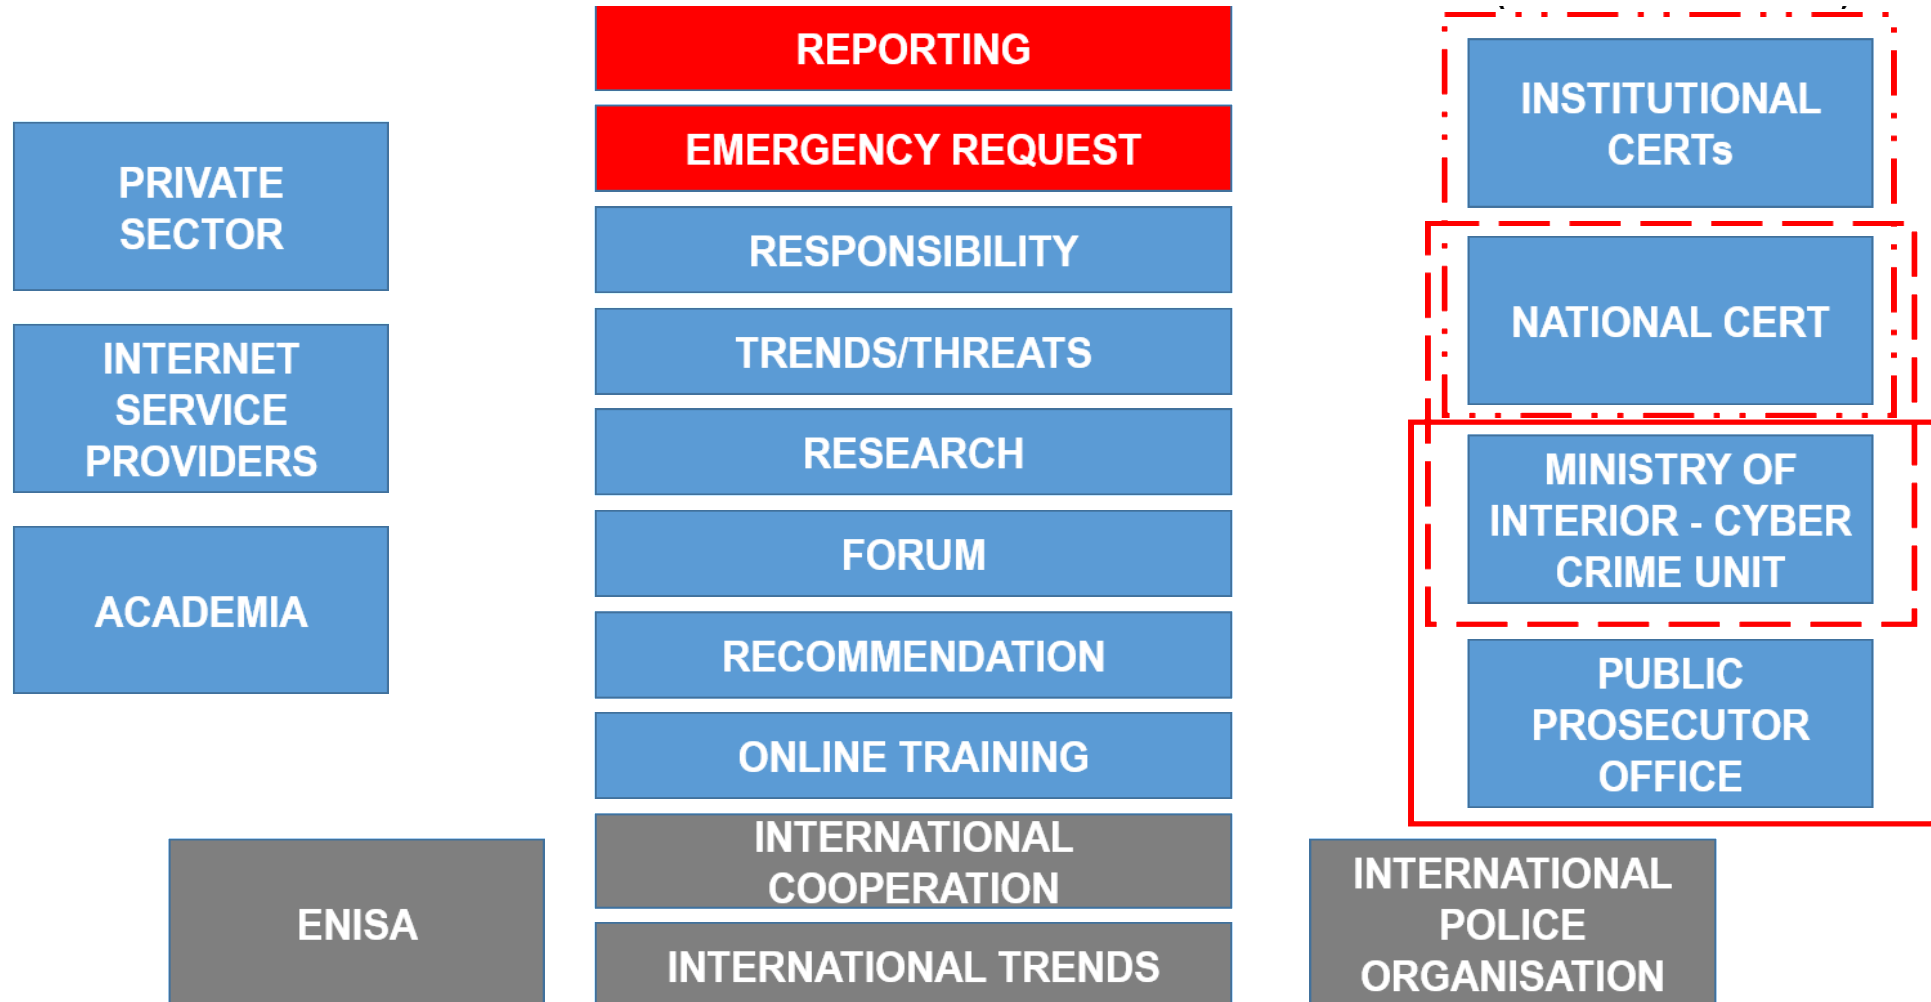 REPORTING
EMERGENCY REQUEST
RESPONSIBILITY
TRENDS/THREATS
RESEARCH
FORUM
RECOMMENDATION
ONLINE TRAINING
INTERNATIONAL
COOPERATION
INTERNATIONAL TRENDS
PRIVATE
SECTOR
INTERNET
SERVICE
PROVIDERS
ACADEMIA
ENISA
INSTITUTIONAL
CERTs
NATIONAL CERT
MINISTRY OF
INTERIOR - CYBER
CRIME UNIT
PUBLIC
PROSECUTOR
OFFICE
INTERNATIONAL
POLICE
ORGANISATION